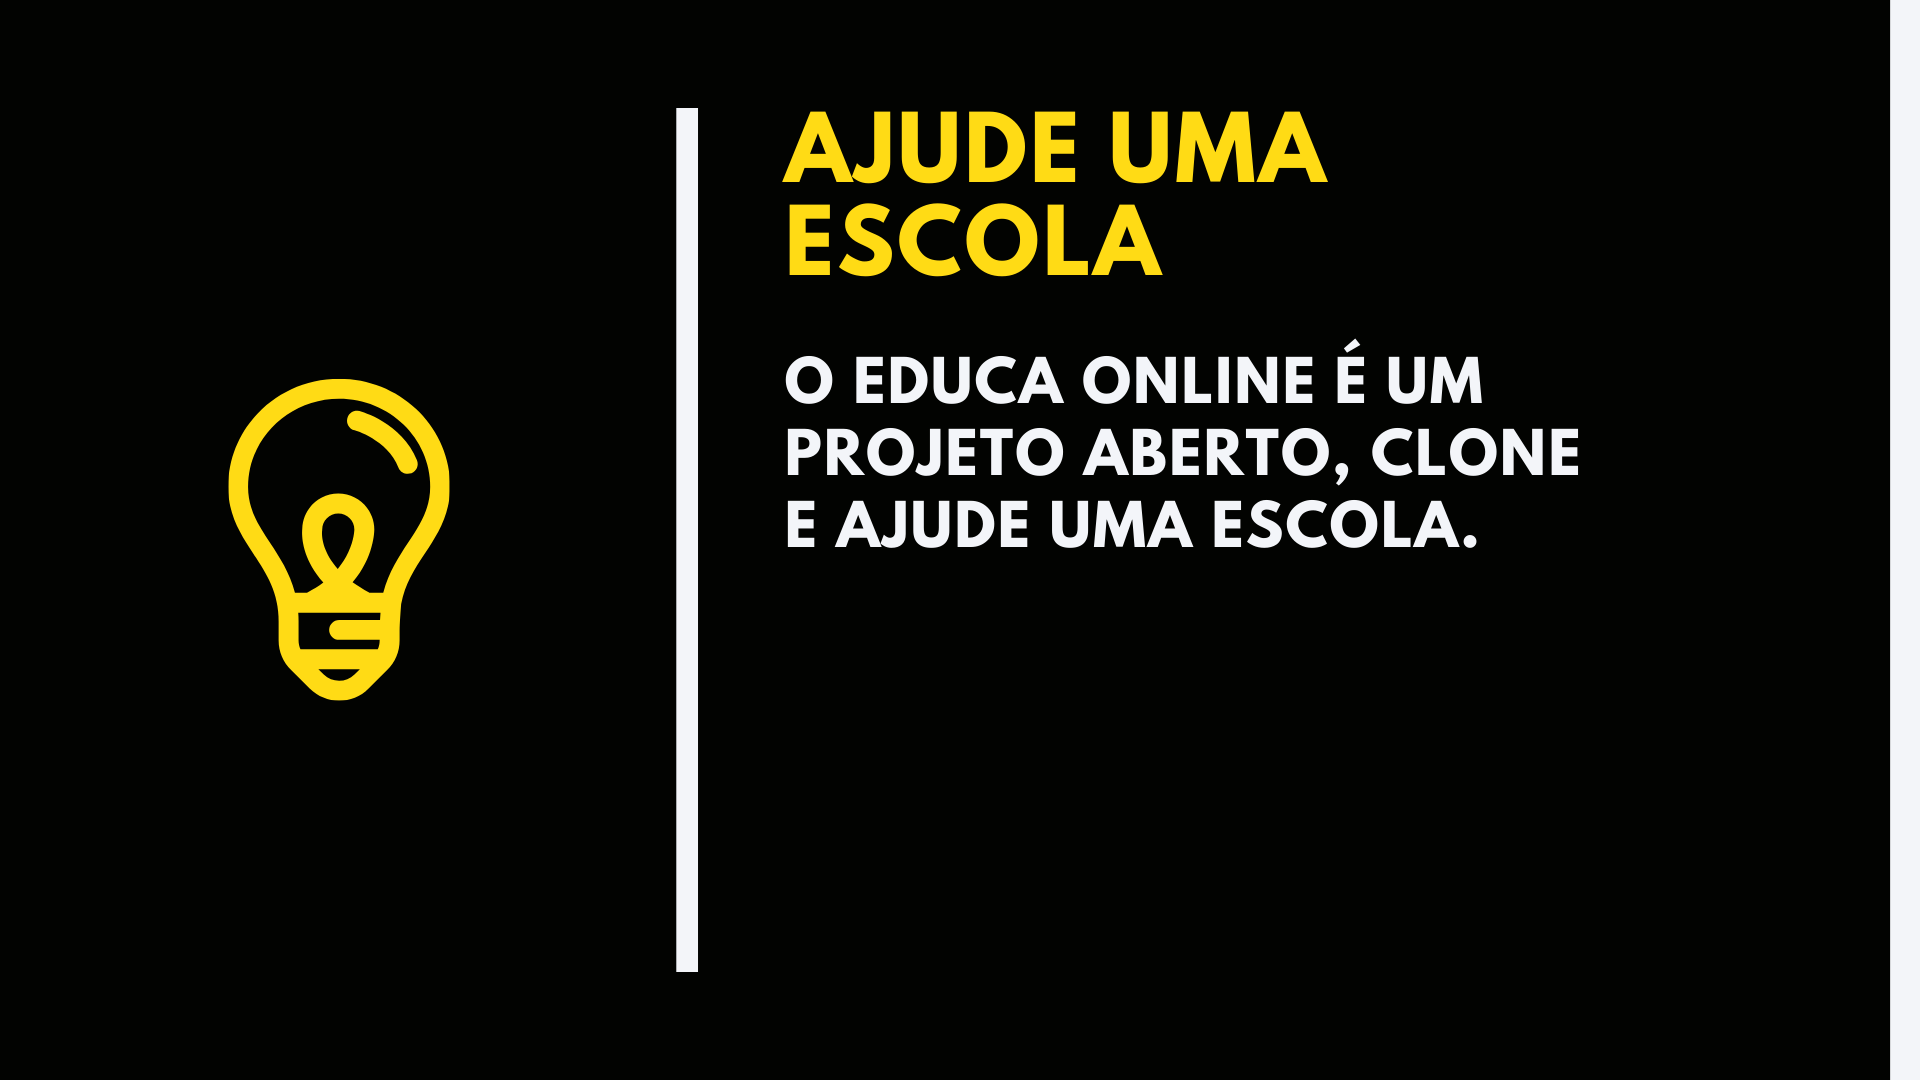 AJUDE UMA
ESCOLA
O EDUCA ONLINE É UM
PROJETO ABERTO, CLONE
E AJUDE UMA ESCOLA.